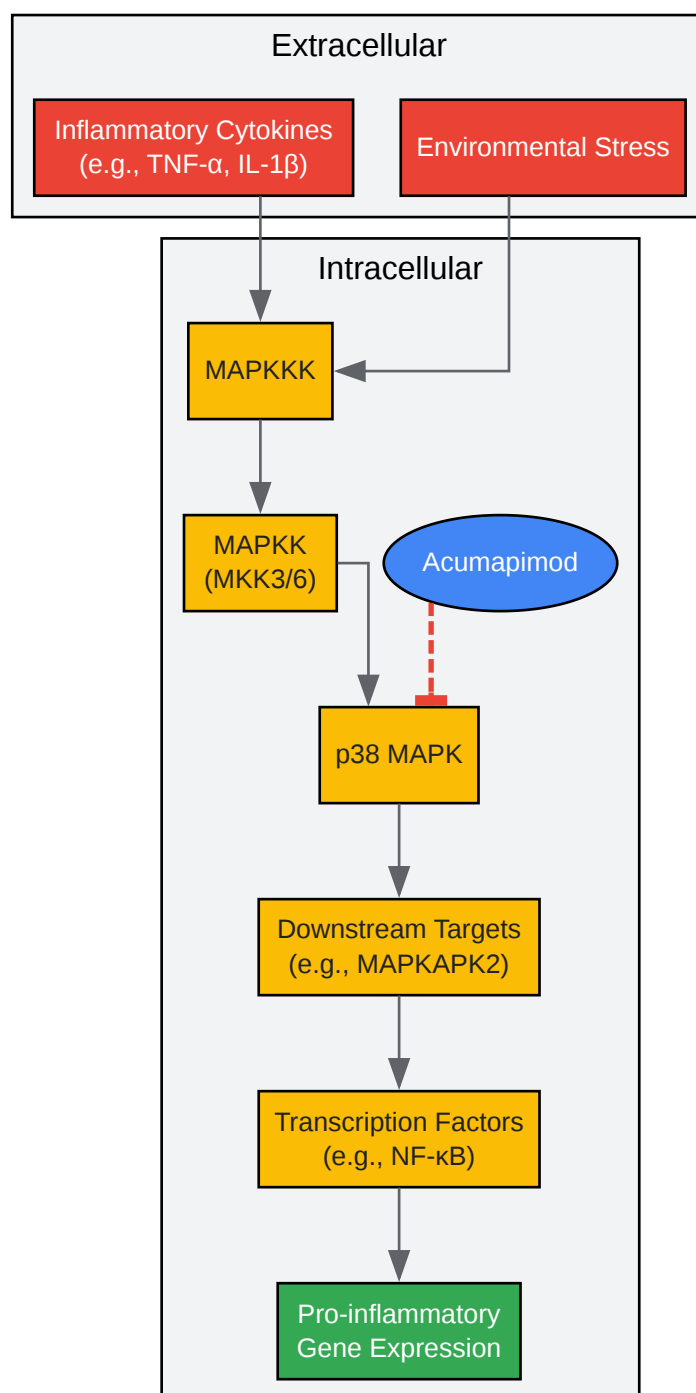 Extracellular
Inflammatory Cytokines
(e.g., TNF-α, IL-1β)
Environmental Stress
Intracellular
MAPKKK
MAPKK
(MKK3/6)
Acumapimod
p38 MAPK
Downstream Targets
(e.g., MAPKAPK2)
Transcription Factors
(e.g., NF-κB)
Pro-inflammatory
Gene Expression